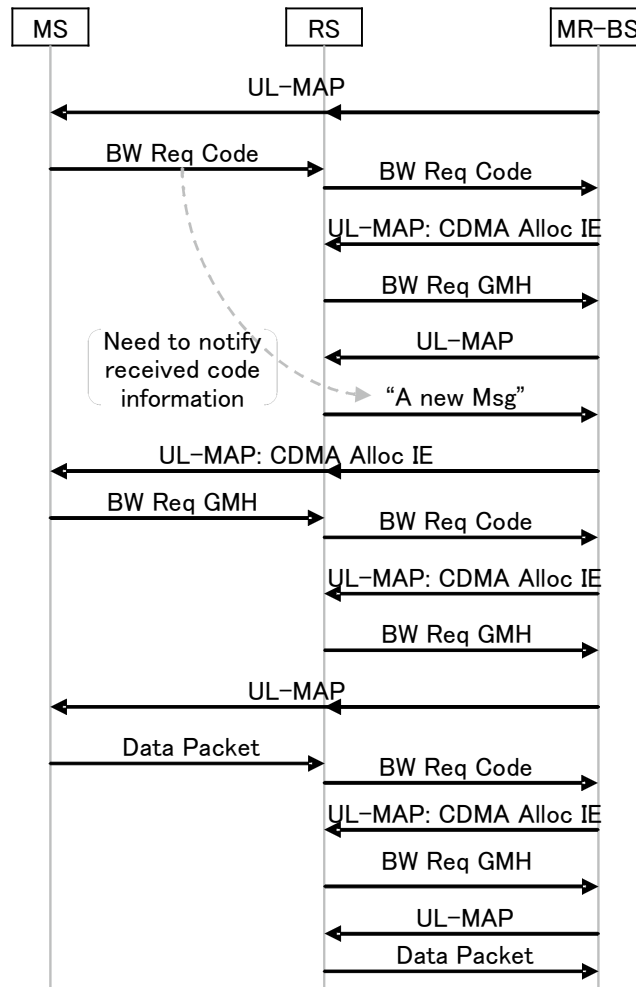 MS RS MR-BS
UL-MAP
BW Req Code
BW Req Code
UL-MAP: CDMA Alloc IE
BW Req GMH
Need to notify
received code
information
UL-MAP
“A new Msg”
UL-MAP: CDMA Alloc IE
BW Req GMH
BW Req Code
UL-MAP: CDMA Alloc IE
BW Req GMH
UL-MAP
Data Packet
BW Req Code
UL-MAP: CDMA Alloc IE
BW Req GMH
UL-MAP
Data Packet